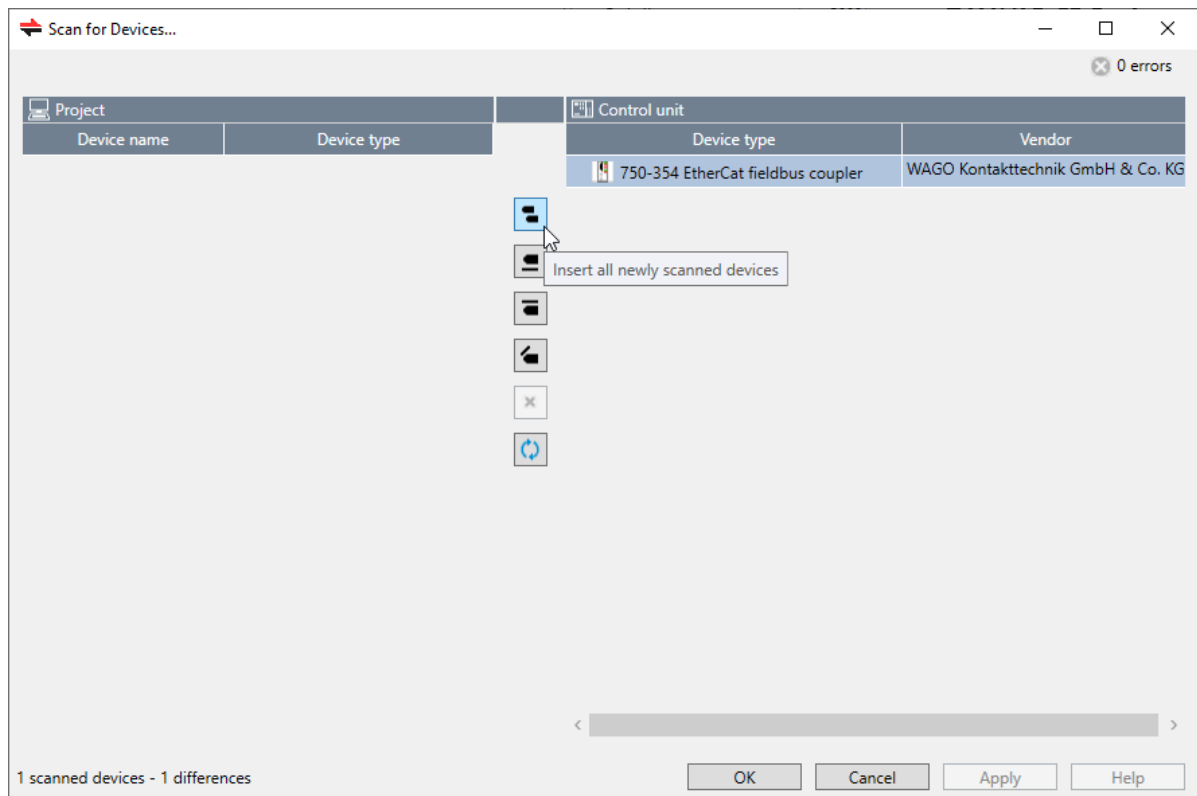 Scan for Devices...
0 errors
Project
Control unit
Device name Device type Device type Vendor
750-354 EtherCat fieldbus coupler WAGO Kontakttechnik GmbH & Co. KG
Insert all newly scanned devices
1 scanned devices - 1 differences OK Cancel Apply Help